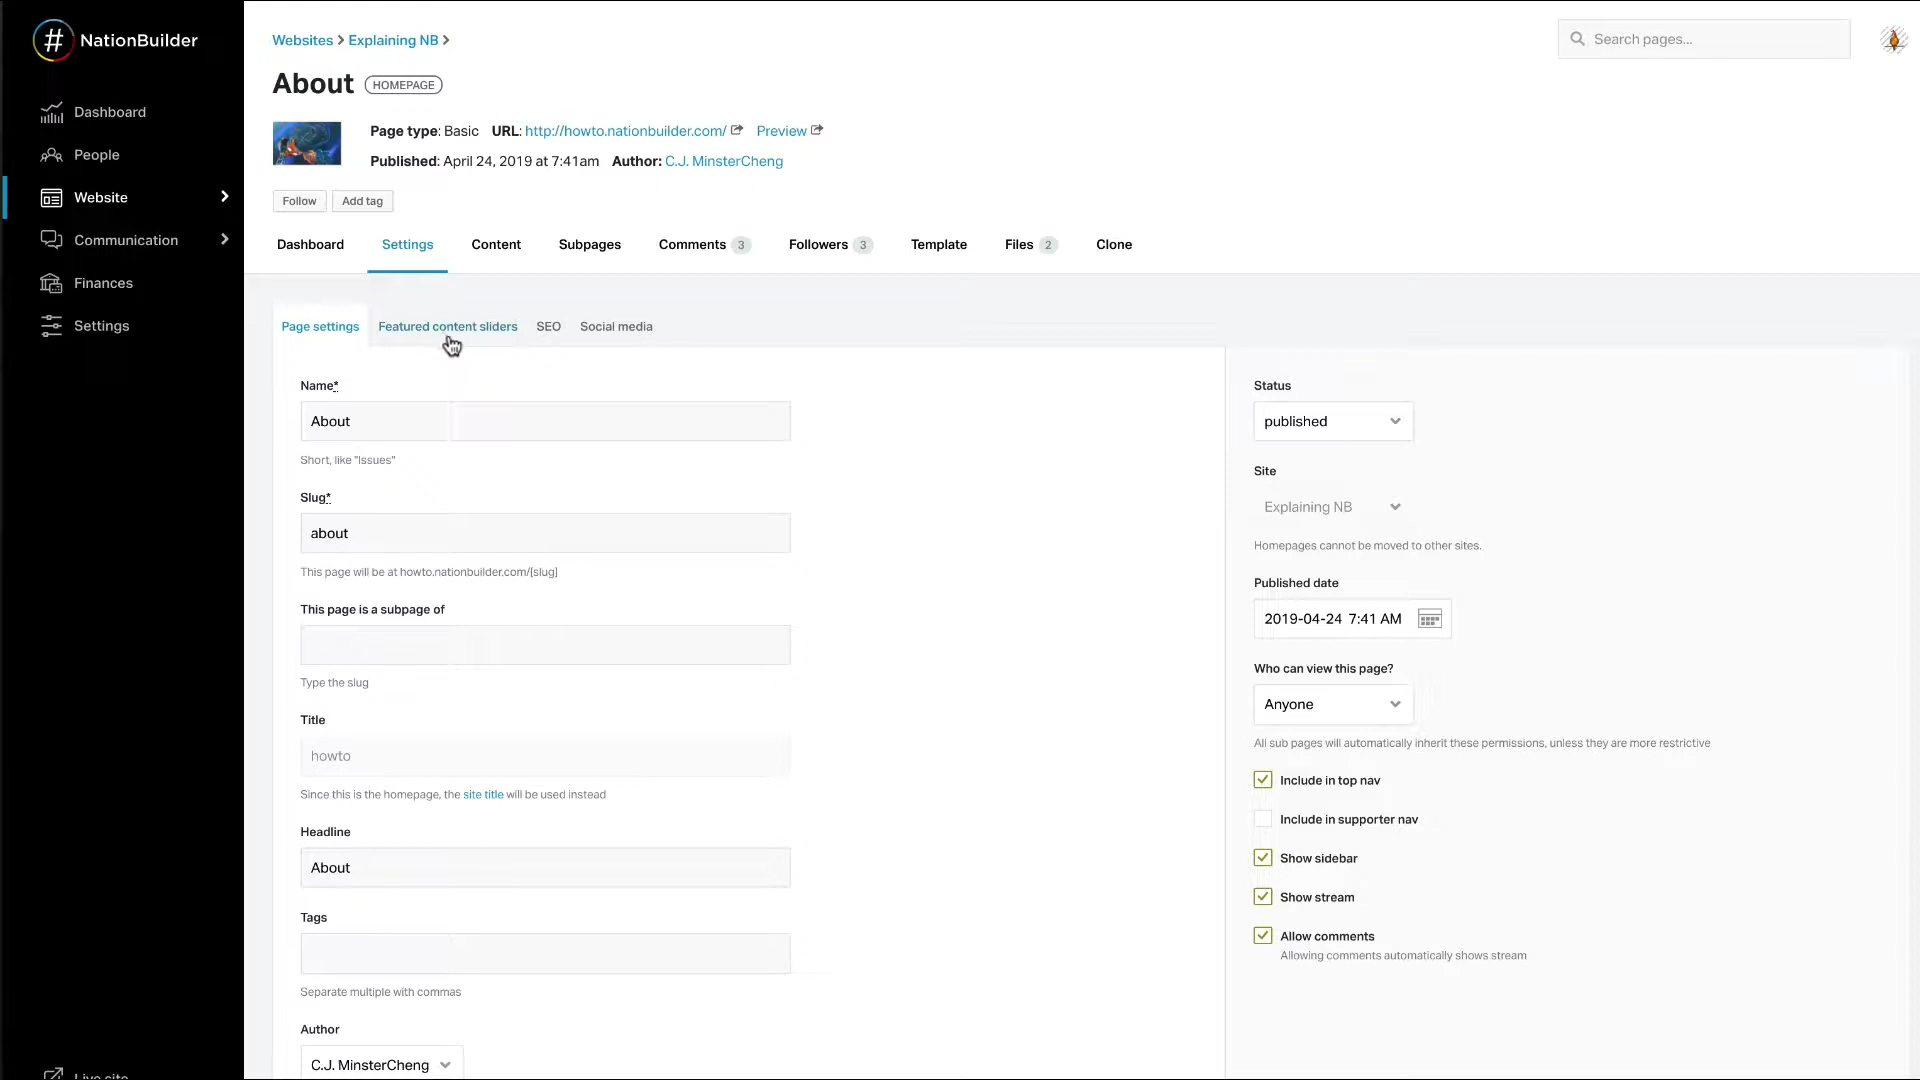 NationBuilder
Dashboard
People
Website
Communication
Finances
Settings
Live site
Websites > Explaining NB >
Search pages...
About HOMEPAGE
Page type: Basic URL: http://howto.nationbuilder.com/ Preview
Published: April 24, 2019 at 7:41am Author: C.J. MinsterCheng
Follow Add tag
Dashboard Settings Content Subpages Comments 3 Followers 3 Template Files 2 Clone
Page settings Featured content sliders SEO Social media
Name*
About
Short, like "Issues"
Slug*
about
This page will be at howto.nationbuilder.com/[slug]
This page is a subpage of
Type the slug
Title
howto
Since this is the homepage, the site title will be used instead
Headline
About
Tags
Separate multiple with commas
Author
C.J. MinsterCheng
Status
published
Site
Explaining NB
Homepages cannot be moved to other sites.
Published date
2019-04-24 7:41 AM
Who can view this page?
Anyone
All sub pages will automatically inherit these permissions, unless they are more restrictive
Include in top nav
Include in supporter nav
Show sidebar
Show stream
Allow comments
Allowing comments automatically shows stream